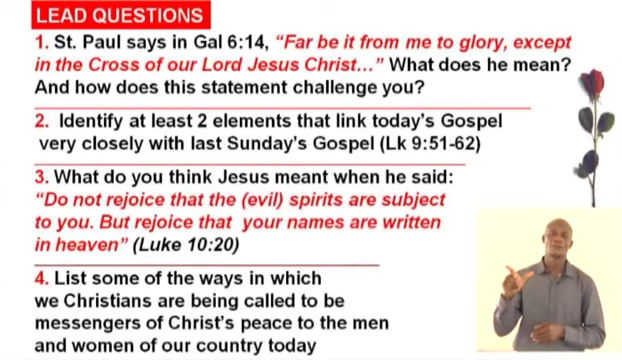 LEAD QUESTIONS
1. St. Paul says in Gal 6:14, “Far be it from me to glory, except
in the Cross of our Lord Jesus Christ...” What does he mean?
And how does this statement challenge you?
2. Identify at least 2 elements that link today's Gospel
very closely with last Sunday's Gospel (Lk 9:51-62)
3. What do you think Jesus meant when he said:
“Do not rejoice that the (evil) spirits are subject
to you. But rejoice that your names are written
in heaven” (Luke 10:20)
4. List some of the ways in which
we Christians are being called to be
messengers of Christ's peace to the men
and women of our country today